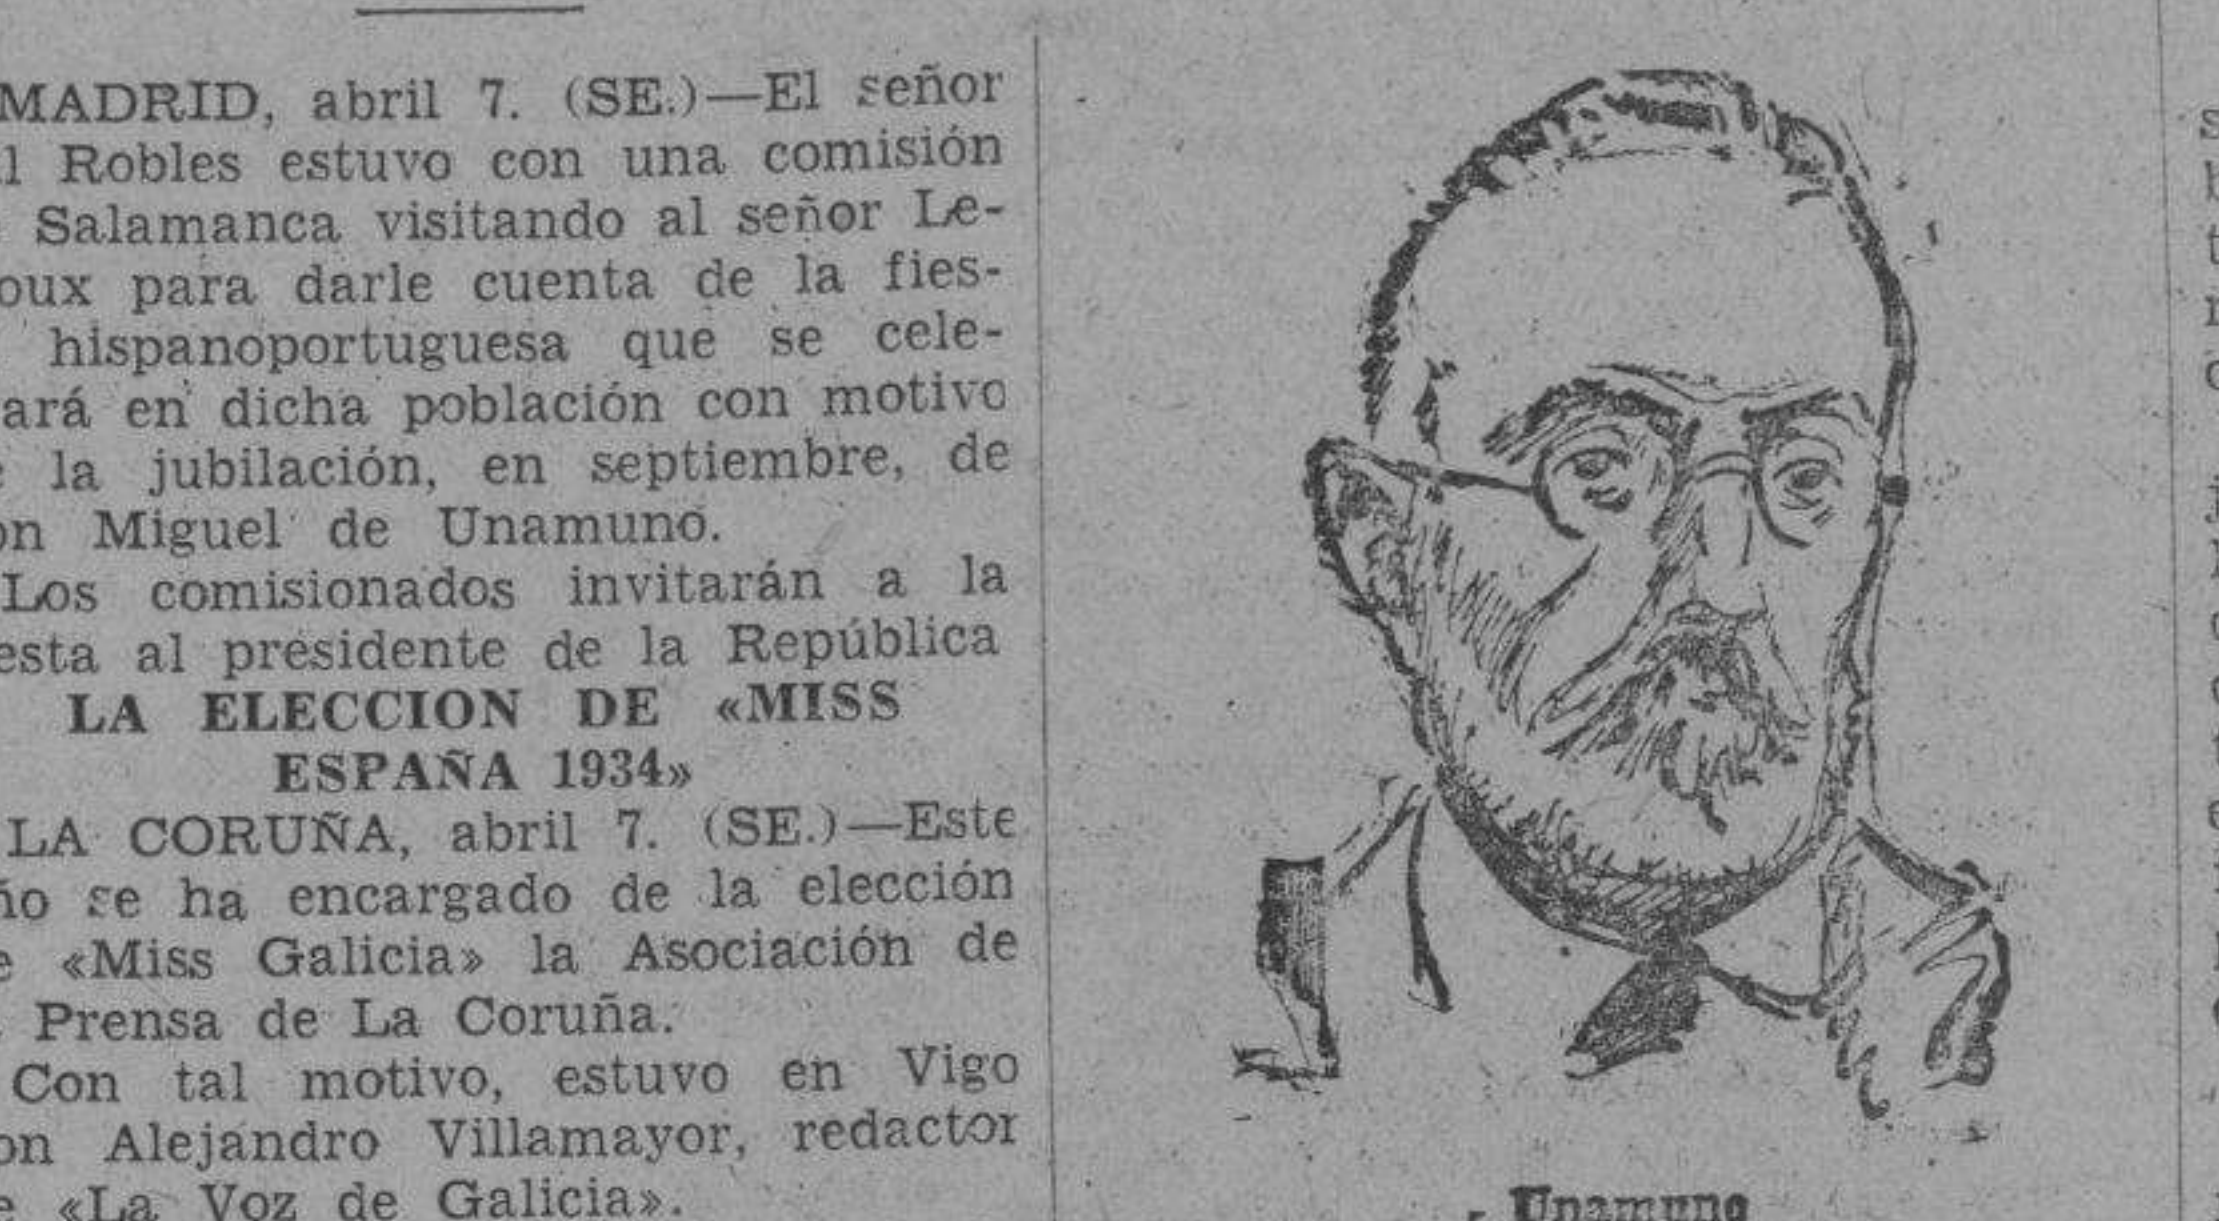 MADRID, abril 7. (SE.)—El señor
l Robles estuvo con una comisión
Salamanca visitando al señor Le-
oux para darle cuenta de la fies-
hispanoportuguesa que se cele-
ará en dicha población con motivo
e la jubilación, en septiembre, de
on Miguel de Unamuno.
Los comisionados invitarán a la
esta al presidente de la República
LA ELECCION DE «MISS
ESPAÑA 1934»
LA CORUÑA, abril 7. (SE.)—Este
ño se ha encargado de la elección
e «Miss Galicia» la Asociación de
Prensa de La Coruña.
Con tal motivo, estuvo en Vigo
on Alejandro Villamayor, redactor
e «La Voz de Galicia».
Unamuno